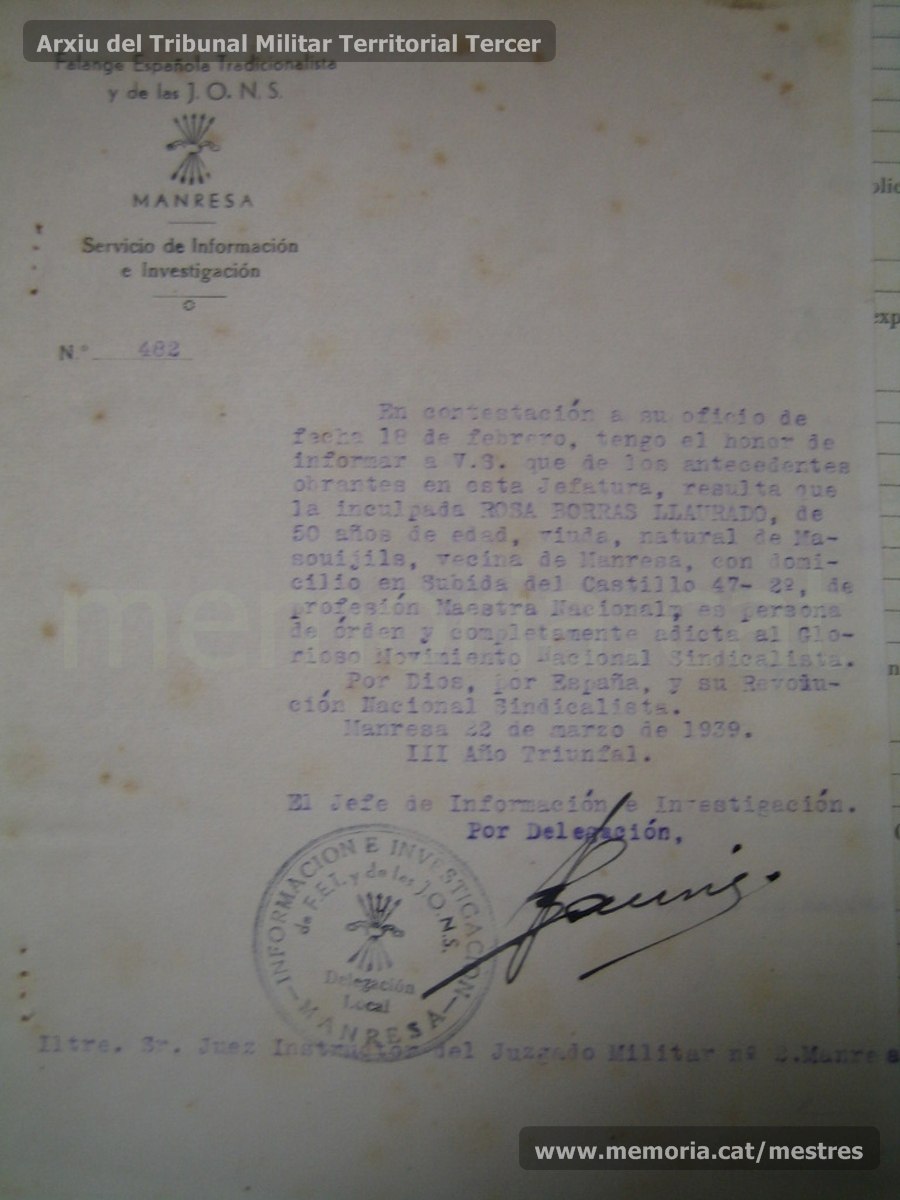 Arxiu del Tribunal Militar Territorial Tercer
Falange Española Tradicionalista
y de las J.O.N.S.
MANRESA
Servicio de Información
e Investigación
N.º 482
En contestación a su oficio de
fecha 18 de febrero, tengo el honor de
informar a V.S. que de los antecedentes
obrantes en esta Jefatura, resulta que
la inculpada ROSA BORRAS LLAURADO, de
50 años de edad, viuda, natural de Ma-
souijils, vecina de Manresa, con domi-
cilio en Subida del Castillo 47- 2º, de
profesión Maestra Nacional, es persona
de órden y completamente adicta al Glo-
rioso Movimiento Nacional Sindicalista.
Por Dios, por España, y su Revolu-
ción Nacional Sindicalista.
Manresa 22 de marzo de 1939.
III Año Triunfal.
El Jefe de Información e Investigación.
Por Delegación,
INFORMACION E INVESTIGACION
de F.E.T. y de las J.O.N.S.
Delegación
Local
MANRESA
Iltre. Sr. Juez Instructor del Juzgado Militar nº 2.Manresa
www.memoria.cat/mestres